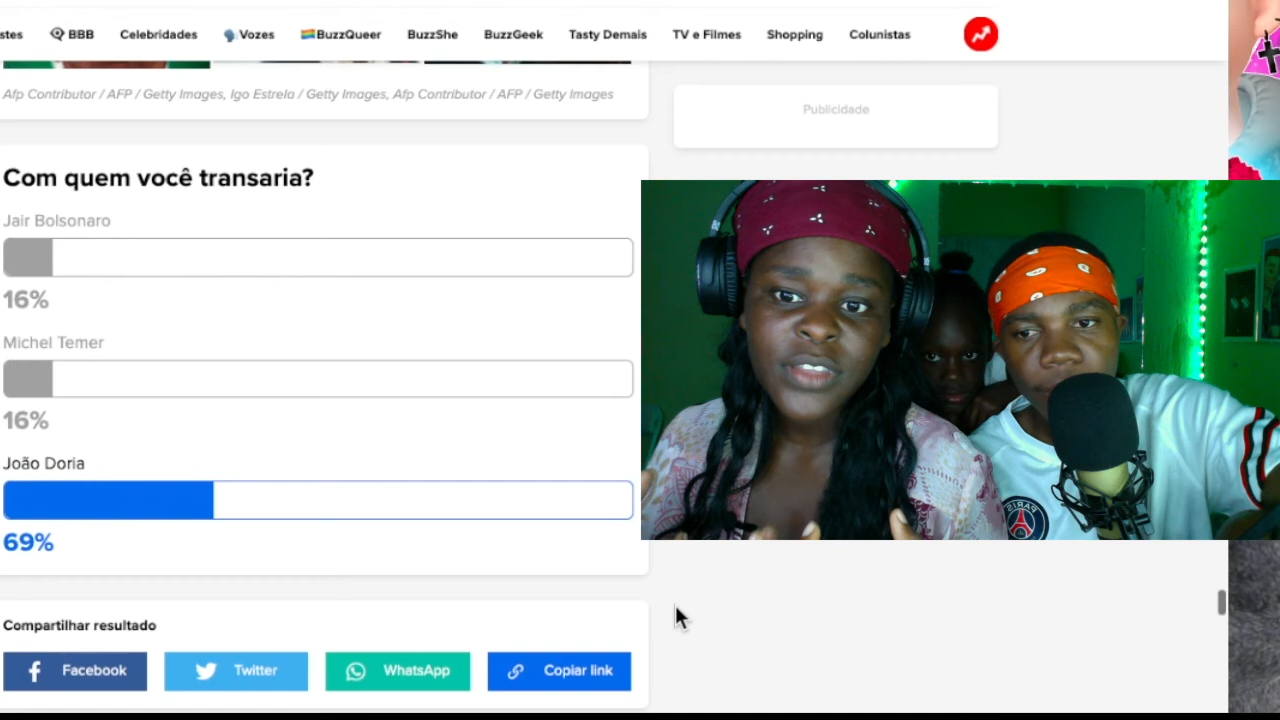 stes BBB Celebridades Vozes BuzzQueer BuzzShe BuzzGeek Tasty Demais TV e Filmes Shopping Colunistas
Afp Contributor / AFP / Getty Images, Igo Estrela / Getty Images, Afp Contributor / AFP / Getty Images
Publicidade
Com quem você transaria?
Jair Bolsonaro
16%
Michel Temer
16%
João Doria
69%
Compartilhar resultado
Facebook Twitter WhatsApp Copiar link